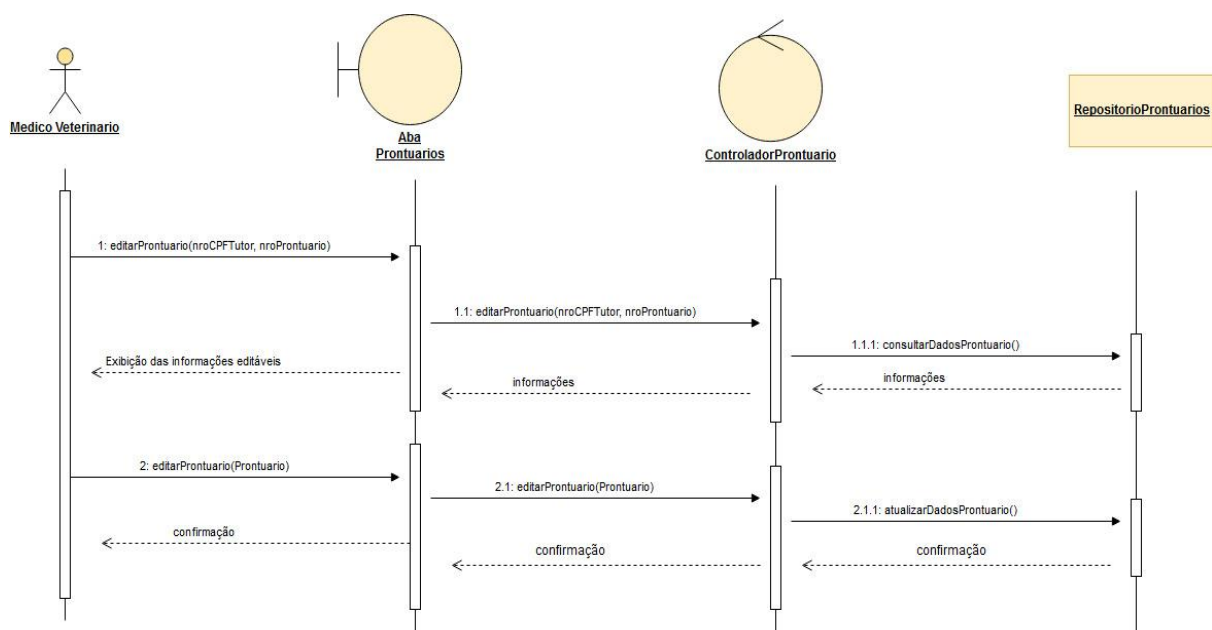 Medico Veterinario
Aba
Prontuarios
ControladorProntuario
RepositorioProntuarios
1: editarProntuario(nroCPFTutor, nroProntuario)
1.1: editarProntuario(nroCPFTutor, nroProntuario)
1.1.1: consultarDadosProntuario()
Exibição das informações editáveis
informações
informações
2: editarProntuario(Prontuario)
2.1: editarProntuario(Prontuario)
2.1.1: atualizarDadosProntuario()
confirmação
confirmação
confirmação